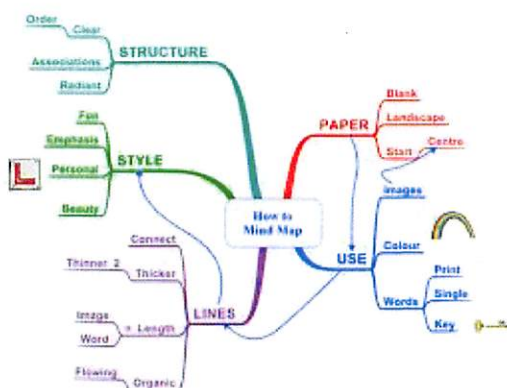 How to
Mind Map
PAPER
Blank
Landscape
Start
Centre
USE
Images
Colour
Words
Print
Single
Key
LINES
Connect
Thinner 2
Thicker
Image
Word
= Length
Flowing
Organic
STYLE
Fun
Emphasis
Personal
Beauty
L
STRUCTURE
Order
Clear
Associations
Radiant